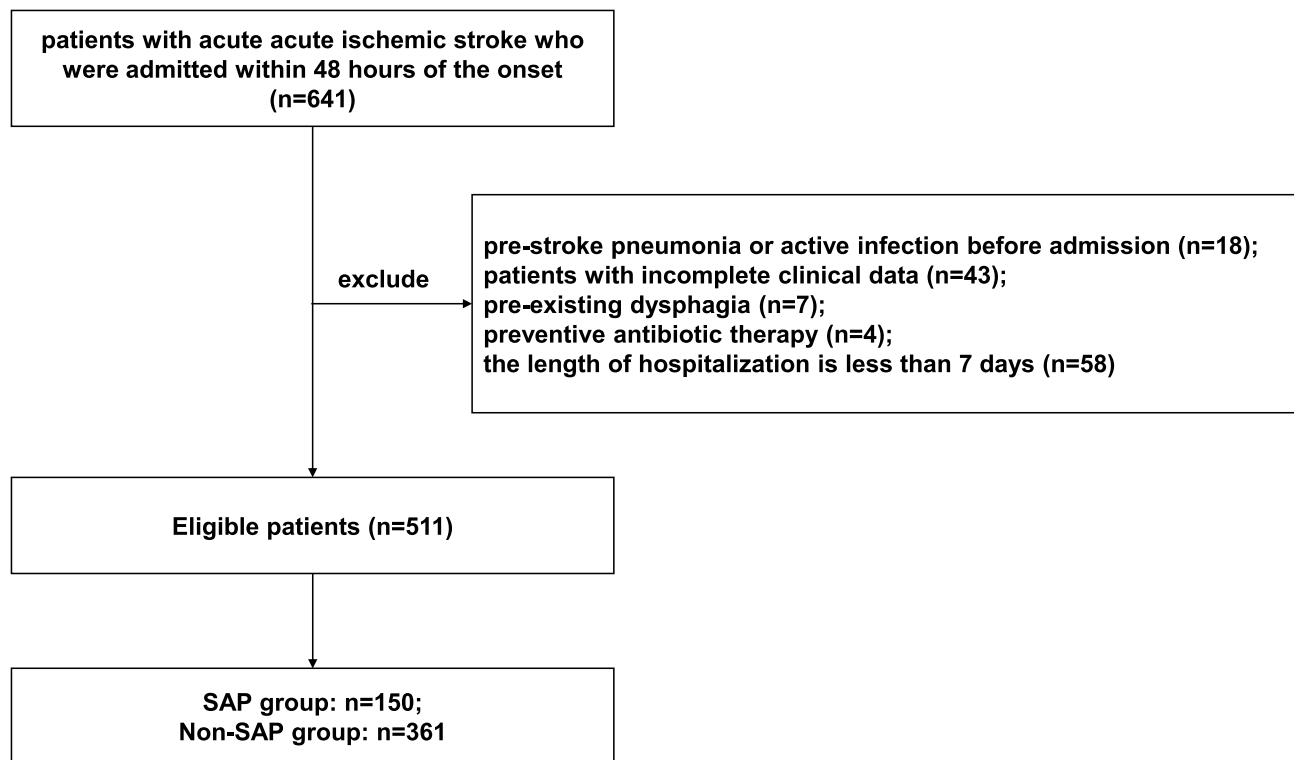 patients with acute acute ischemic stroke who
were admitted within 48 hours of the onset
(n=641)
exclude
pre-stroke pneumonia or active infection before admission (n=18);
patients with incomplete clinical data (n=43);
pre-existing dysphagia (n=7);
preventive antibiotic therapy (n=4);
the length of hospitalization is less than 7 days (n=58)
Eligible patients (n=511)
SAP group: n=150;
Non-SAP group: n=361